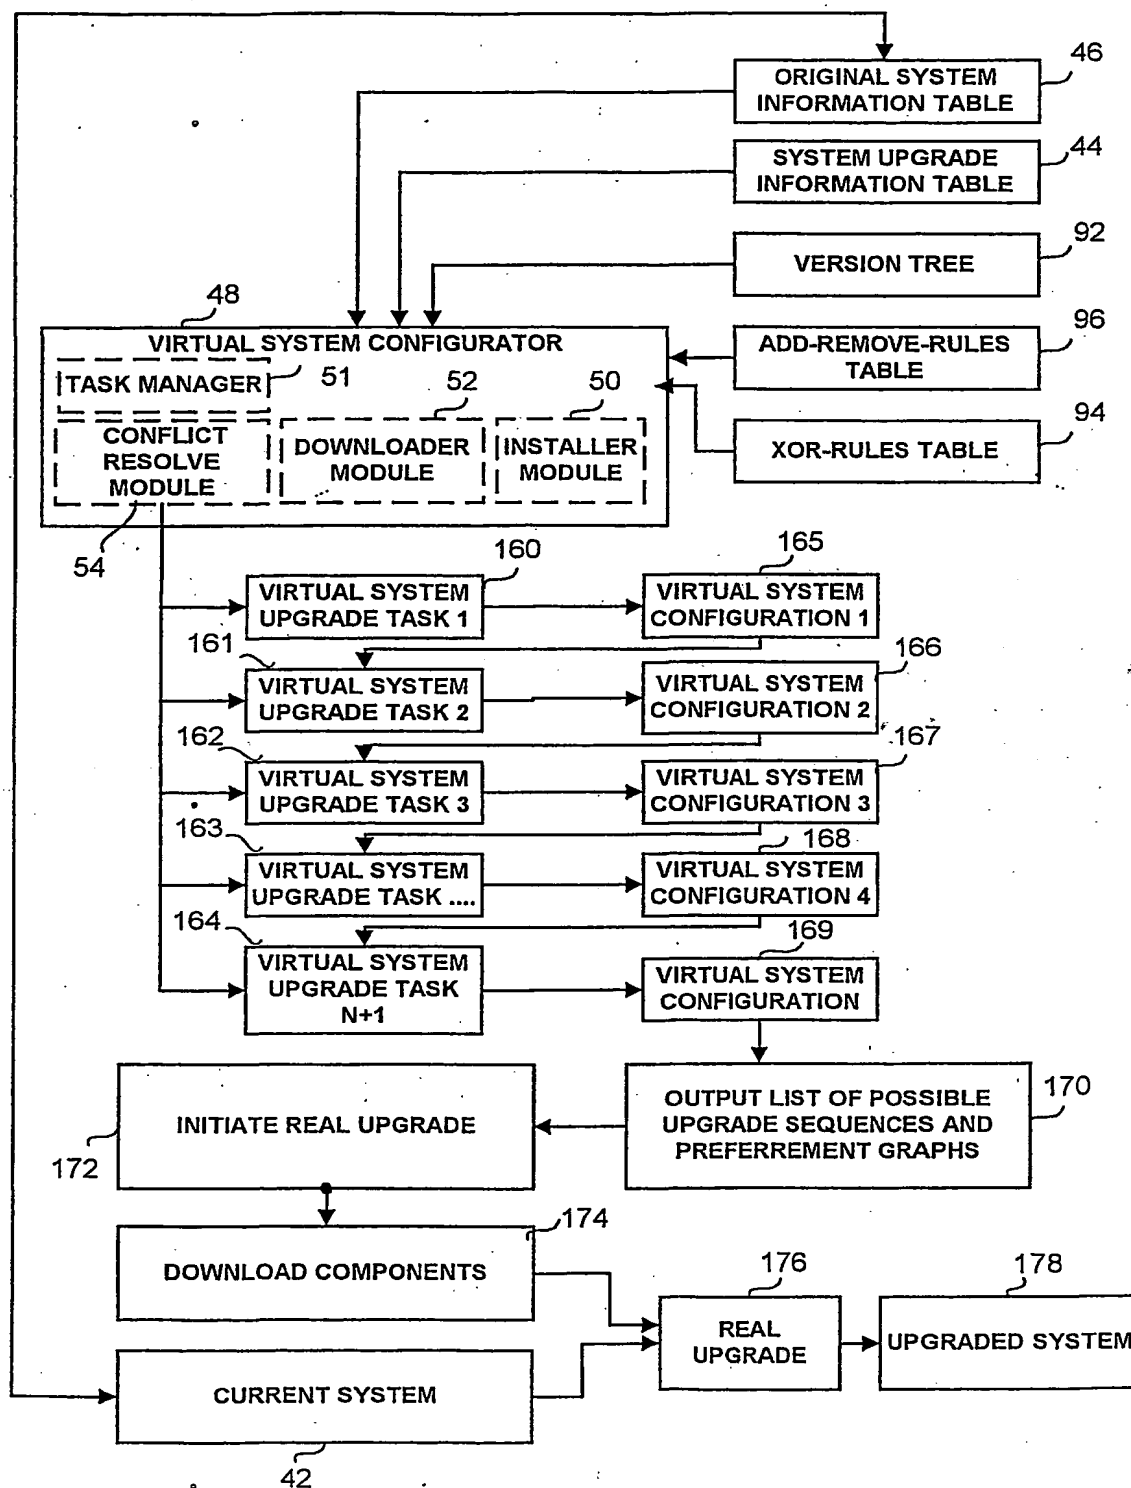 ORIGINAL SYSTEM
INFORMATION TABLE
46
SYSTEM UPGRADE
INFORMATION TABLE
44
VERSION TREE
92
48
VIRTUAL SYSTEM CONFIGURATOR
TASK MANAGER
51
CONFLICT
RESOLVE
MODULE
54
52
DOWNLOADER
MODULE
50
INSTALLER
MODULE
ADD-REMOVE-RULES
TABLE
96
XOR-RULES TABLE
94
160
VIRTUAL SYSTEM
UPGRADE TASK 1
165
VIRTUAL SYSTEM
CONFIGURATION 1
161
VIRTUAL SYSTEM
UPGRADE TASK 2
166
VIRTUAL SYSTEM
CONFIGURATION 2
162
VIRTUAL SYSTEM
UPGRADE TASK 3
167
VIRTUAL SYSTEM
CONFIGURATION 3
163
VIRTUAL SYSTEM
UPGRADE TASK ....
168
VIRTUAL SYSTEM
CONFIGURATION 4
164
VIRTUAL SYSTEM
UPGRADE TASK
N+1
169
VIRTUAL SYSTEM
CONFIGURATION
OUTPUT LIST OF POSSIBLE
UPGRADE SEQUENCES AND
PREFERREMENT GRAPHS
170
INITIATE REAL UPGRADE
172
DOWNLOAD COMPONENTS
174
CURRENT SYSTEM
42
176
REAL
UPGRADE
178
UPGRADED SYSTEM